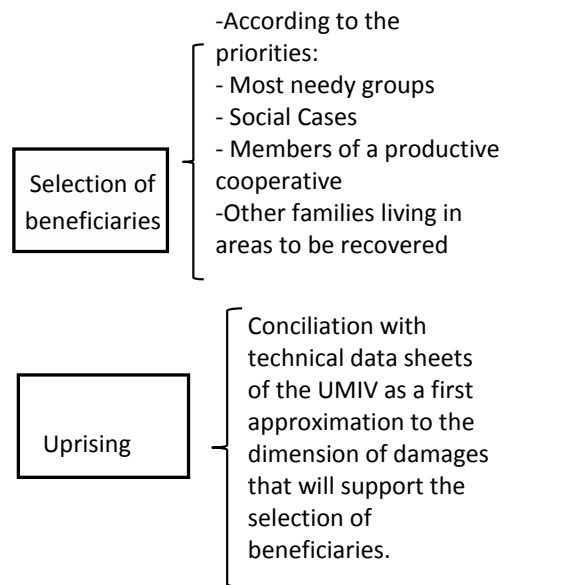 Selection of
beneficiaries
-According to the
priorities:
- Most needy groups
- Social Cases
- Members of a productive
cooperative
-Other families living in
areas to be recovered
Uprising
Conciliation with
technical data sheets
of the UMIV as a first
approximation to the
dimension of damages
that will support the
selection of
beneficiaries.